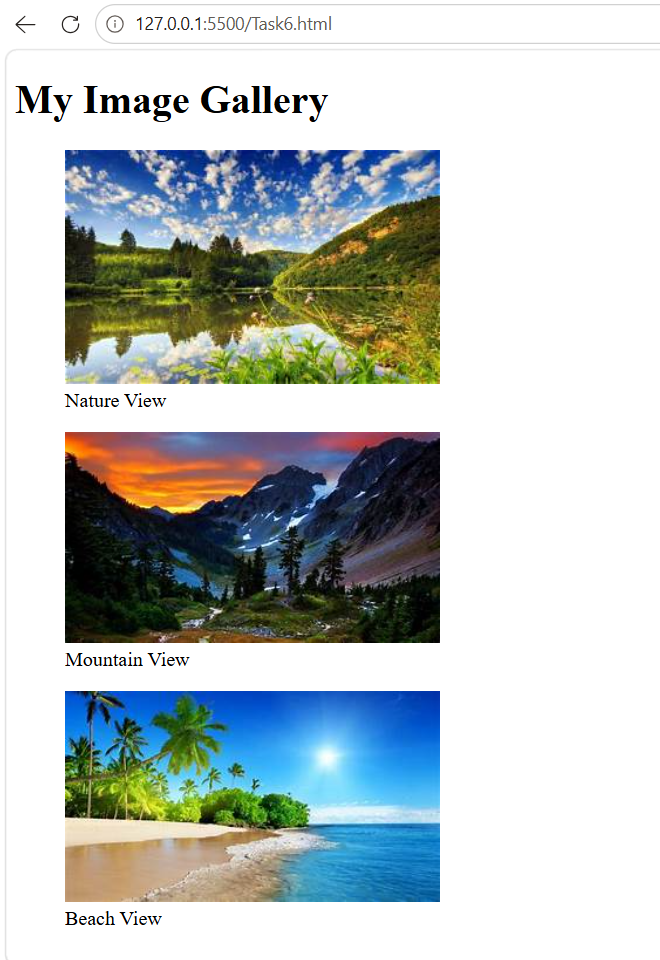 127.0.0.1:5500/Task6.html
My Image Gallery
Nature View
Mountain View
Beach View